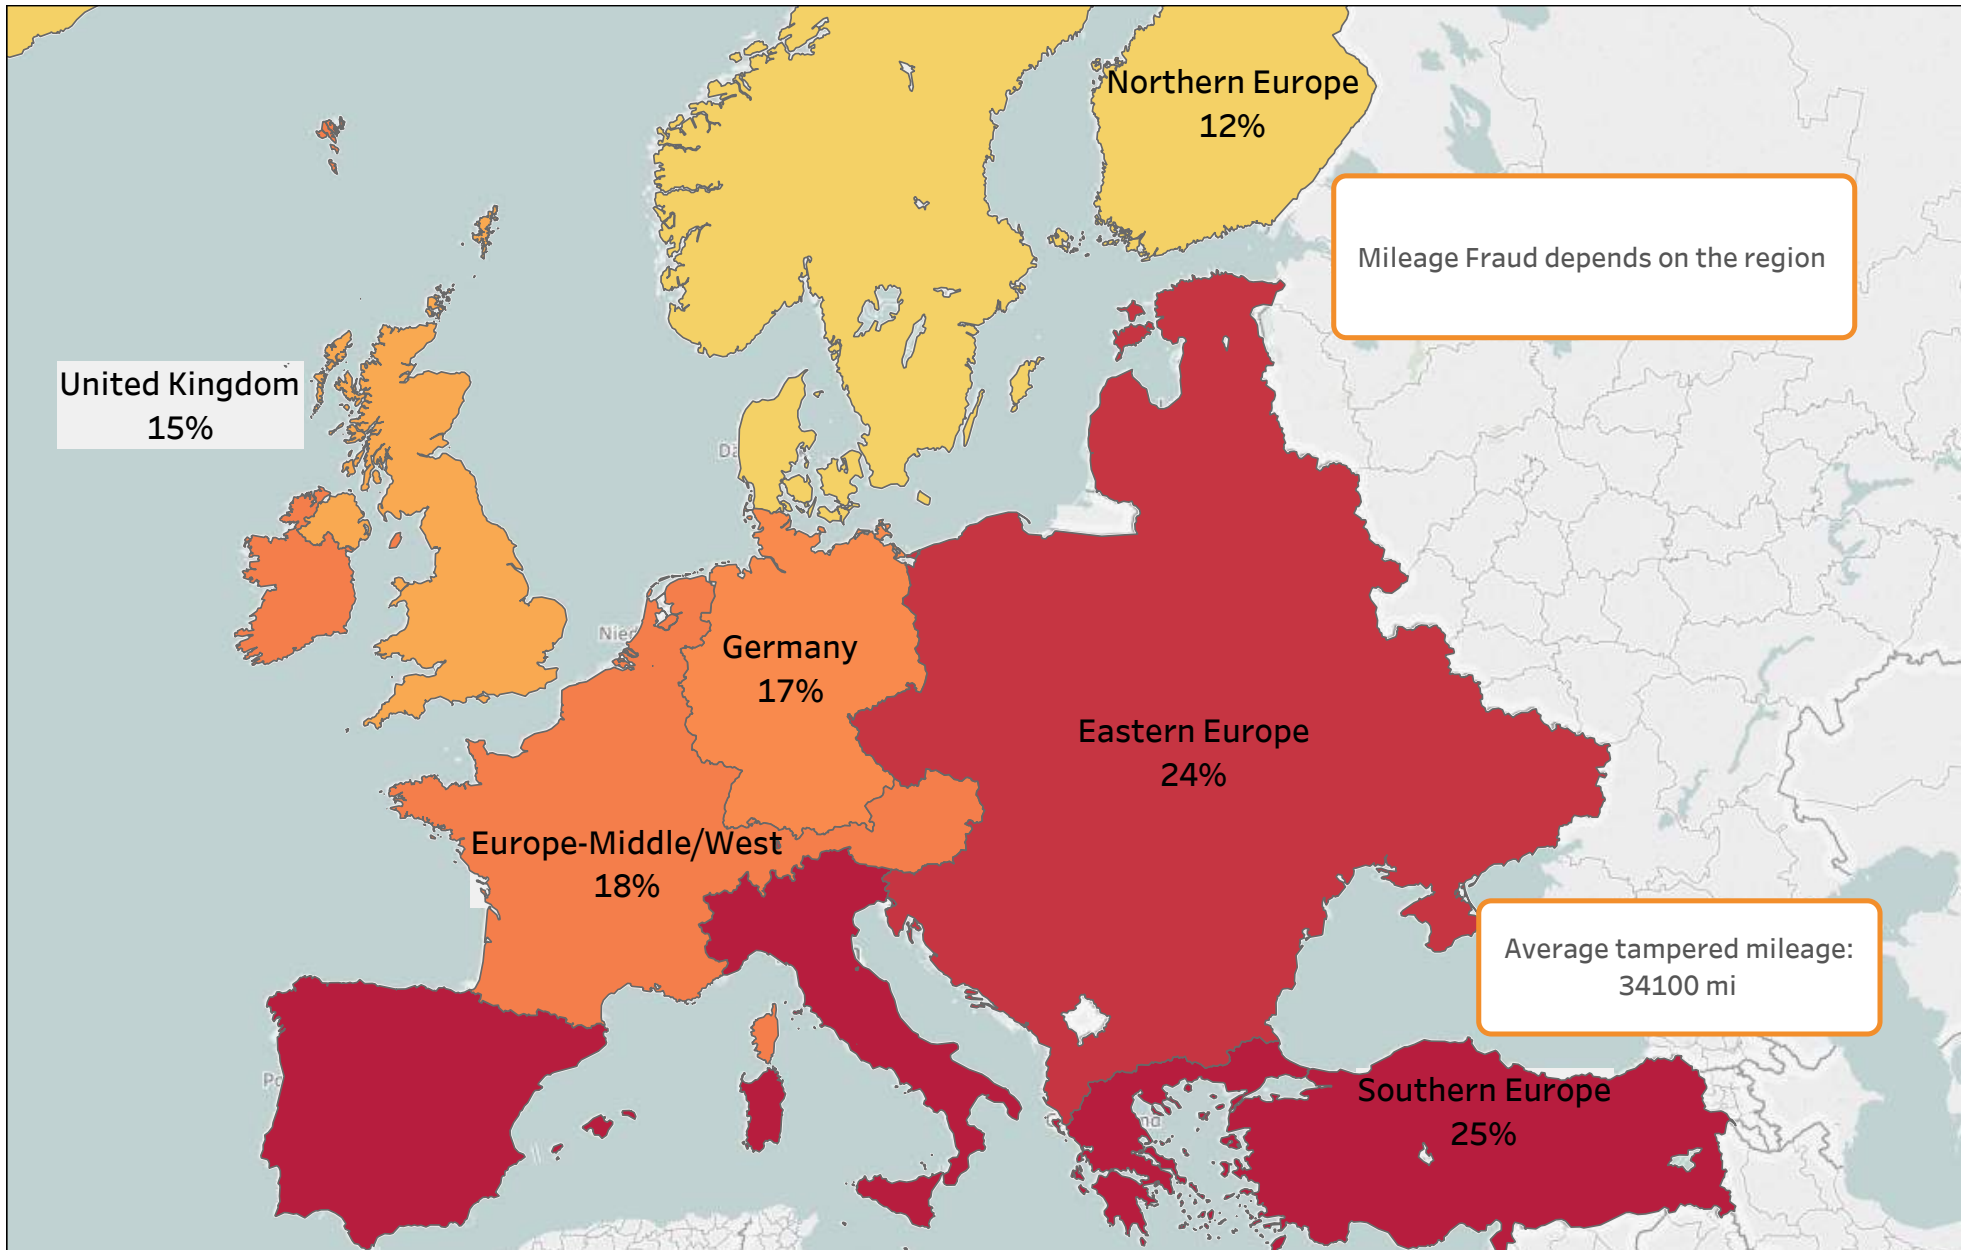 Northern Europe
12%
Mileage Fraud depends on the region
United Kingdom
15%
Germany
17%
Eastern Europe
24%
Europe-Middle/West
18%
Average tampered mileage:
34100 mi
Southern Europe
25%